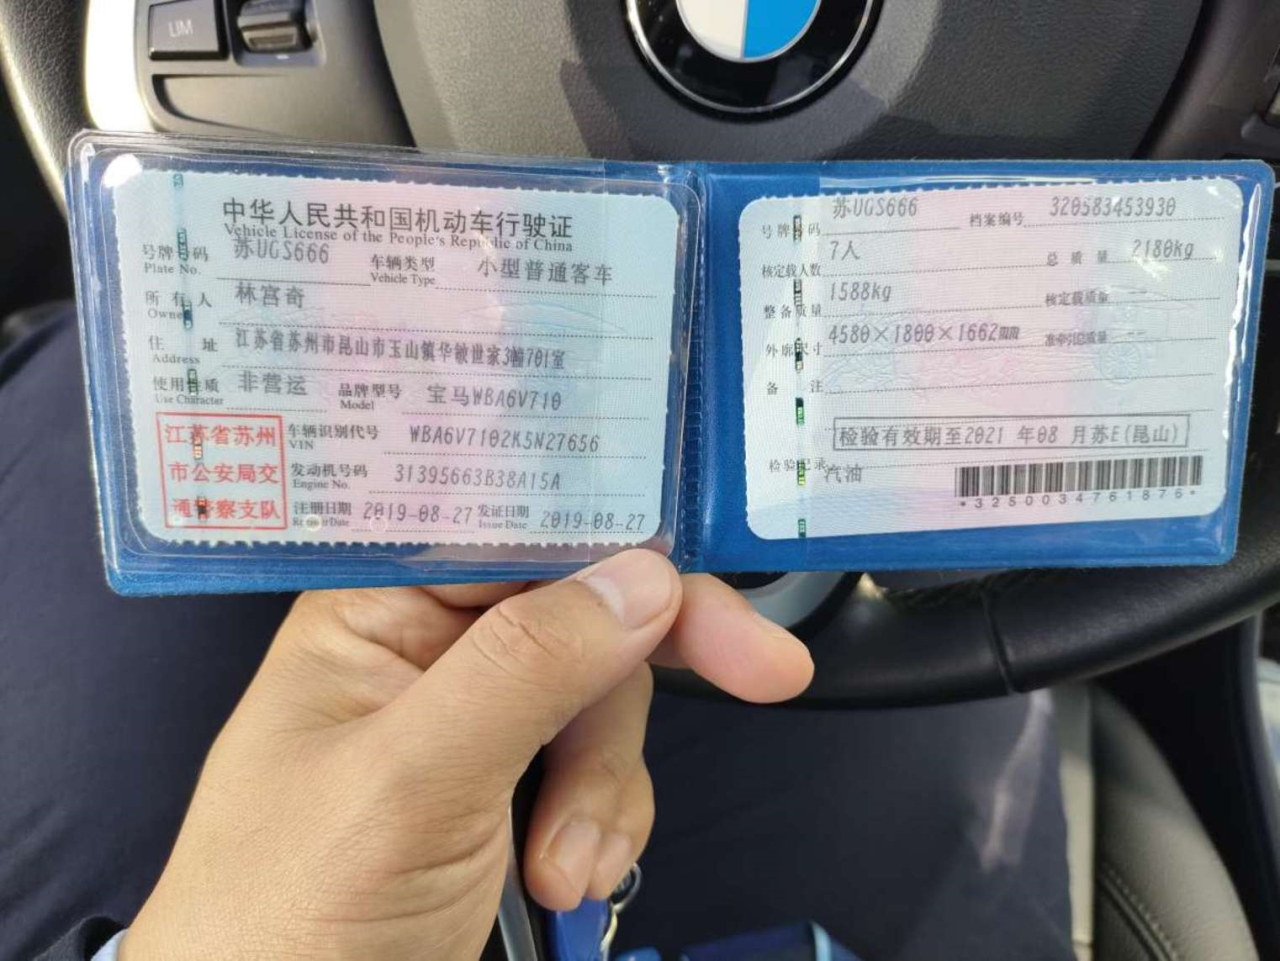 LIM
中华人民共和国机动车行驶证
Vehicle License of the People's Republic of China
号牌号码 苏UGS666 车辆类型 小型普通客车
Plate No. Vehicle Type
所有人 林宫奇
Owner
住址 江苏省苏州市昆山市玉山镇华敏世家3幢701室
Address
使用性质 非营运 品牌型号 宝马WBA6V710
Use Character Model
江苏省苏州
市公安局交
通警察支队
车辆识别代号 WBA6V7102K5N27656
VIN
发动机号码 31395663B38A15A
Engine No.
注册日期 2019-08-27 发证日期 2019-08-27
Register Date Issue Date
号牌号码 苏UGS666 档案编号 320583453930
核定载人数 7人 总质量 2180kg
整备质量 1588kg 核定载质量 --
外廓尺寸 4580×1800×1662mm 准牵引总质量 --
备注
检验有效期至2021 年08 月苏E(昆山)
检验记录 汽油
*3250034761875*